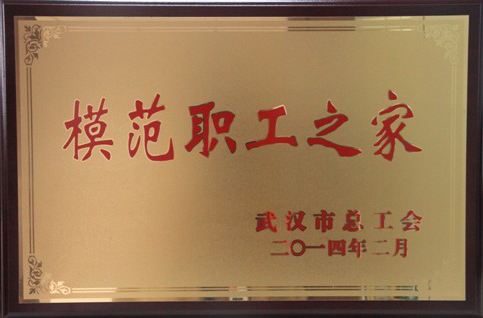 模范职工之家
武汉市总工会
二〇一四年二月